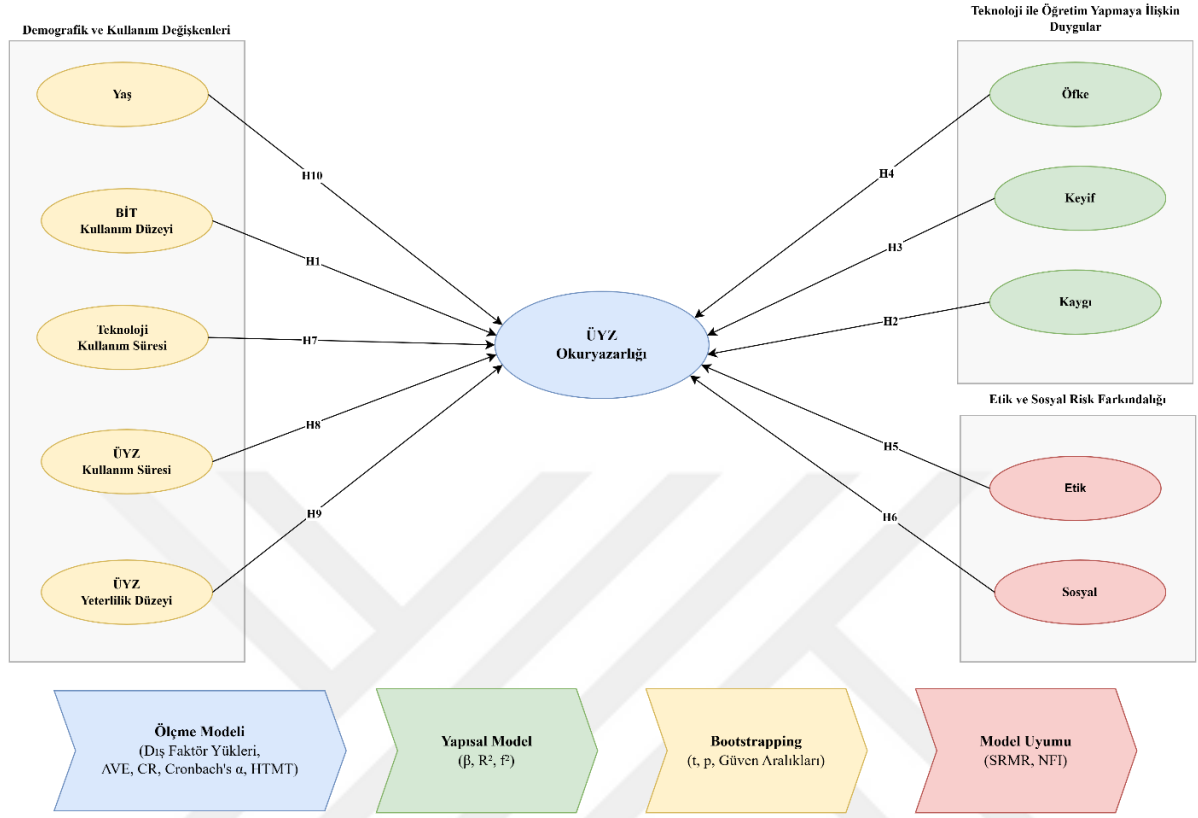 Demografik ve Kullanım Değişkenleri
Yaş
BİT
Kullanım Düzeyi
Teknoloji
Kullanım Süresi
ÜYZ
Kullanım Süresi
ÜYZ
Yeterlilik Düzeyi
H10
H1
H7
H8
H9
ÜYZ
Okuryazarlığı
Teknoloji ile Öğretim Yapmaya İlişkin
Duygular
Öfke
Keyif
Kaygı
H4
H3
H2
Etik ve Sosyal Risk Farkındalığı
Etik
Sosyal
H5
H6
Ölçme Modeli
(Dış Faktör Yükleri,
AVE, CR, Cronbach's α, HTMT)
Yapısal Model
(β, R², f²)
Bootstrapping
(t, p, Güven Aralıkları)
Model Uyumu
(SRMR, NFI)